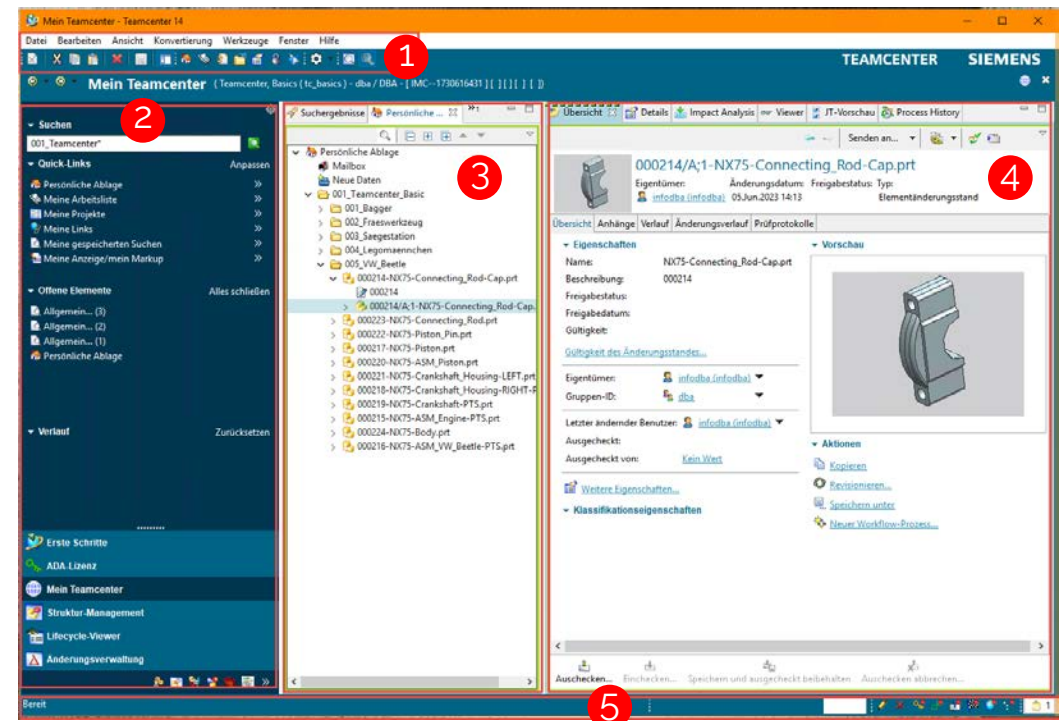 Mein Teamcenter - Teamcenter 14
Datei Bearbeiten Ansicht Konvertierung Werkzeuge Fenster Hilfe
1
TEAMCENTER SIEMENS
Mein Teamcenter ( Teamcenter, Basics ( tc_basics ) - dba / DBA - [ IMC--1730616431 ] [ ] [ ] [ ] [ ])
2
Suchen
001_Teamcenter*
Quick-Links Anpassen
Persönliche Ablage »
Meine Arbeitsliste »
Meine Projekte »
Meine Links »
Meine gespeicherten Suchen »
Meine Anzeige/mein Markup »
Offene Elemente Alles schließen
Allgemein... (3)
Allgemein... (2)
Allgemein... (1)
Persönliche Ablage
Verlauf Zurücksetzen
Erste Schritte
ADA-Lizenz
Mein Teamcenter
Struktur-Management
Lifecycle-Viewer
Änderungsverwaltung
»
Suchergebnisse Persönliche ... »1
3
Persönliche Ablage
Mailbox
Neue Daten
001_Teamcenter_Basic
001_Bagger
002_Fraeswerkzeug
003_Saegestation
004_Legomaennchen
005_VW_Beetle
000214-NX75-Connecting_Rod-Cap.prt
000214
000214/A;1-NX75-Connecting_Rod-Cap.
000223-NX75-Connecting_Rod.prt
000222-NX75-Piston_Pin.prt
000217-NX75-Piston.prt
000220-NX75-ASM_Piston.prt
000221-NX75-Crankshaft_Housing-LEFT.prt
000218-NX75-Crankshaft_Housing-RIGHT-P
000219-NX75-Crankshaft-PTS.prt
000215-NX75-ASM_Engine-PTS.prt
000224-NX75-Body.prt
000216-NX75-ASM_VW_Beetle-PTS.prt
Übersicht Details Impact Analysis Viewer JT-Vorschau Process History
Senden an...
4
000214/A;1-NX75-Connecting_Rod-Cap.prt
Eigentümer: Änderungsdatum: Freigabestatus: Typ:
infodba (infodba) 05.Jun.2023 14:13 Elementänderungsstand
Übersicht Anhänge Verlauf Änderungsverlauf Prüfprotokolle
Eigenschaften
Name: NX75-Connecting_Rod-Cap.prt
Beschreibung: 000214
Freigabestatus:
Freigabedatum:
Gültigkeit:
Gültigkeit des Änderungsstandes...
Eigentümer: infodba (infodba)
Gruppen-ID: dba
Letzter ändernder Benutzer: infodba (infodba)
Ausgecheckt:
Ausgecheckt von: Kein Wert
Weitere Eigenschaften...
Klassifikationseigenschaften
Vorschau
Aktionen
Kopieren
Revisionieren...
Speichern unter
Neuer Workflow-Prozess...
Auschecken... Einchecken... Speichern und ausgecheckt beibehalten Auschecken abbrechen...
5
Bereit
1